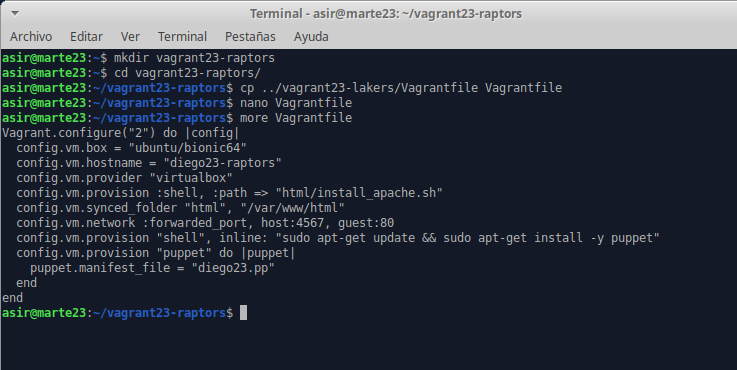 Terminal - asir@marte23: ~/vagrant23-raptors
Archivo Editar Ver Terminal Pestañas Ayuda
asir@marte23:~$ mkdir vagrant23-raptors
asir@marte23:~$ cd vagrant23-raptors/
asir@marte23:~/vagrant23-raptors$ cp ../vagrant23-lakers/Vagrantfile Vagrantfile
asir@marte23:~/vagrant23-raptors$ nano Vagrantfile
asir@marte23:~/vagrant23-raptors$ more Vagrantfile
Vagrant.configure("2") do |config|
  config.vm.box = "ubuntu/bionic64"
  config.vm.hostname = "diego23-raptors"
  config.vm.provider "virtualbox"
  config.vm.provision :shell, :path => "html/install_apache.sh"
  config.vm.synced_folder "html", "/var/www/html"
  config.vm.network :forwarded_port, host:4567, guest:80
  config.vm.provision "shell", inline: "sudo apt-get update && sudo apt-get install -y puppet"
  config.vm.provision "puppet" do |puppet|
    puppet.manifest_file = "diego23.pp"
  end
end
asir@marte23:~/vagrant23-raptors$